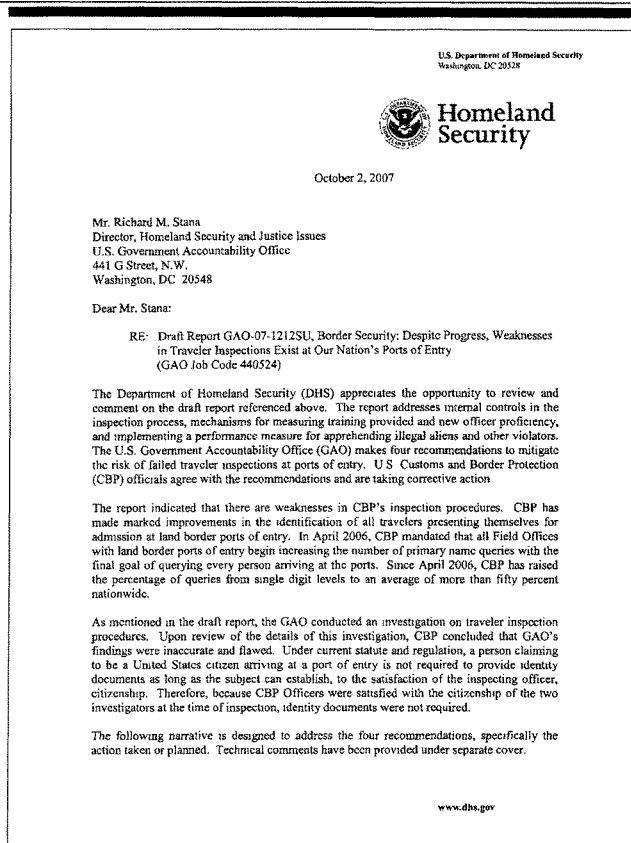 U.S. Department of Homeland Security
Washington, DC 20528
Homeland
Security
October 2, 2007
Mr. Richard M. Stana
Director, Homeland Security and Justice Issues
U.S. Government Accountability Office
441 G Street, N.W.
Washington, DC 20548
Dear Mr. Stana:
RE: Draft Report GAO-07-1212SU, Border Security: Despite Progress, Weaknesses
in Traveler Inspections Exist at Our Nation's Ports of Entry
(GAO Job Code 440524)
The Department of Homeland Security (DHS) appreciates the opportunity to review and
comment on the draft report referenced above. The report addresses internal controls in the
inspection process, mechanisms for measuring training provided and new officer proficiency,
and implementing a performance measure for apprehending illegal aliens and other violators.
The U.S. Government Accountability Office (GAO) makes four recommendations to mitigate
the risk of failed traveler inspections at ports of entry. U S Customs and Border Protection
(CBP) officials agree with the recommendations and are taking corrective action
The report indicated that there are weaknesses in CBP's inspection procedures. CBP has
made marked improvements in the identification of all travelers presenting themselves for
admission at land border ports of entry. In April 2006, CBP mandated that all Field Offices
with land border ports of entry begin increasing the number of primary name queries with the
final goal of querying every person arriving at the ports. Since April 2006, CBP has raised
the percentage of queries from single digit levels to an average of more than fifty percent
nationwide.
As mentioned in the draft report, the GAO conducted an investigation on traveler inspection
procedures. Upon review of the details of this investigation, CBP concluded that GAO's
findings were inaccurate and flawed. Under current statute and regulation, a person claiming
to be a United States citizen arriving at a port of entry is not required to provide identity
documents as long as the subject can establish, to the satisfaction of the inspecting officer,
citizenship. Therefore, because CBP Officers were satisfied with the citizenship of the two
investigators at the time of inspection, identity documents were not required.
The following narrative is designed to address the four recommendations, specifically the
action taken or planned. Technical comments have been provided under separate cover.
www.dhs.gov